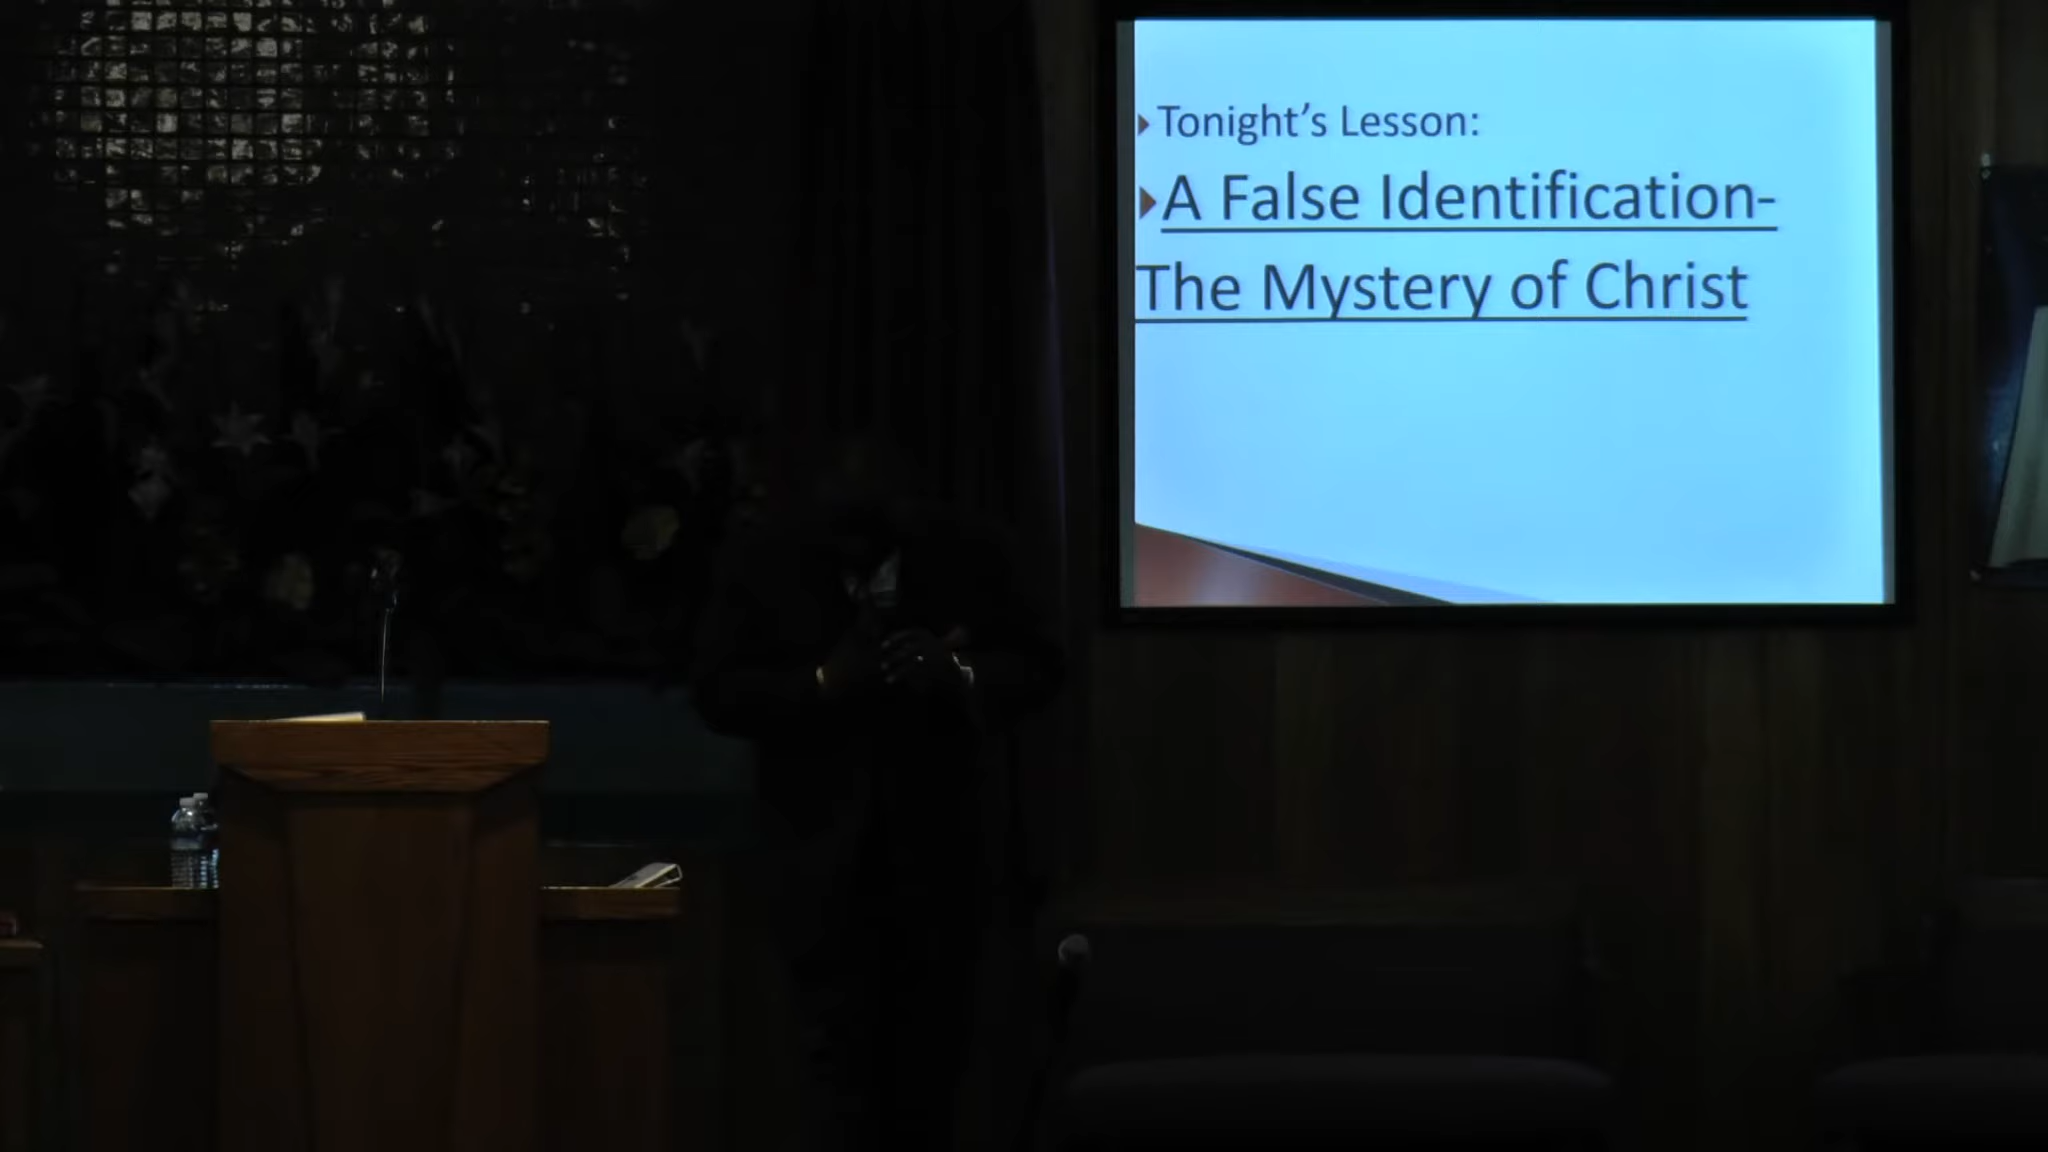 Tonight's Lesson:
A False Identification-
The Mystery of Christ